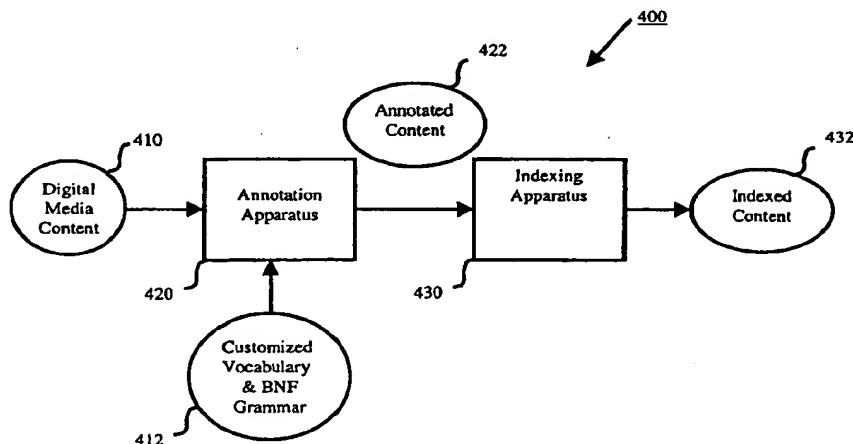 400
422
Annotated
Content
410
432
Digital
Media
Content
Annotation
Apparatus
Indexing
Apparatus
Indexed
Content
420
430
Customized
Vocabulary
& BNF
Grammar
412